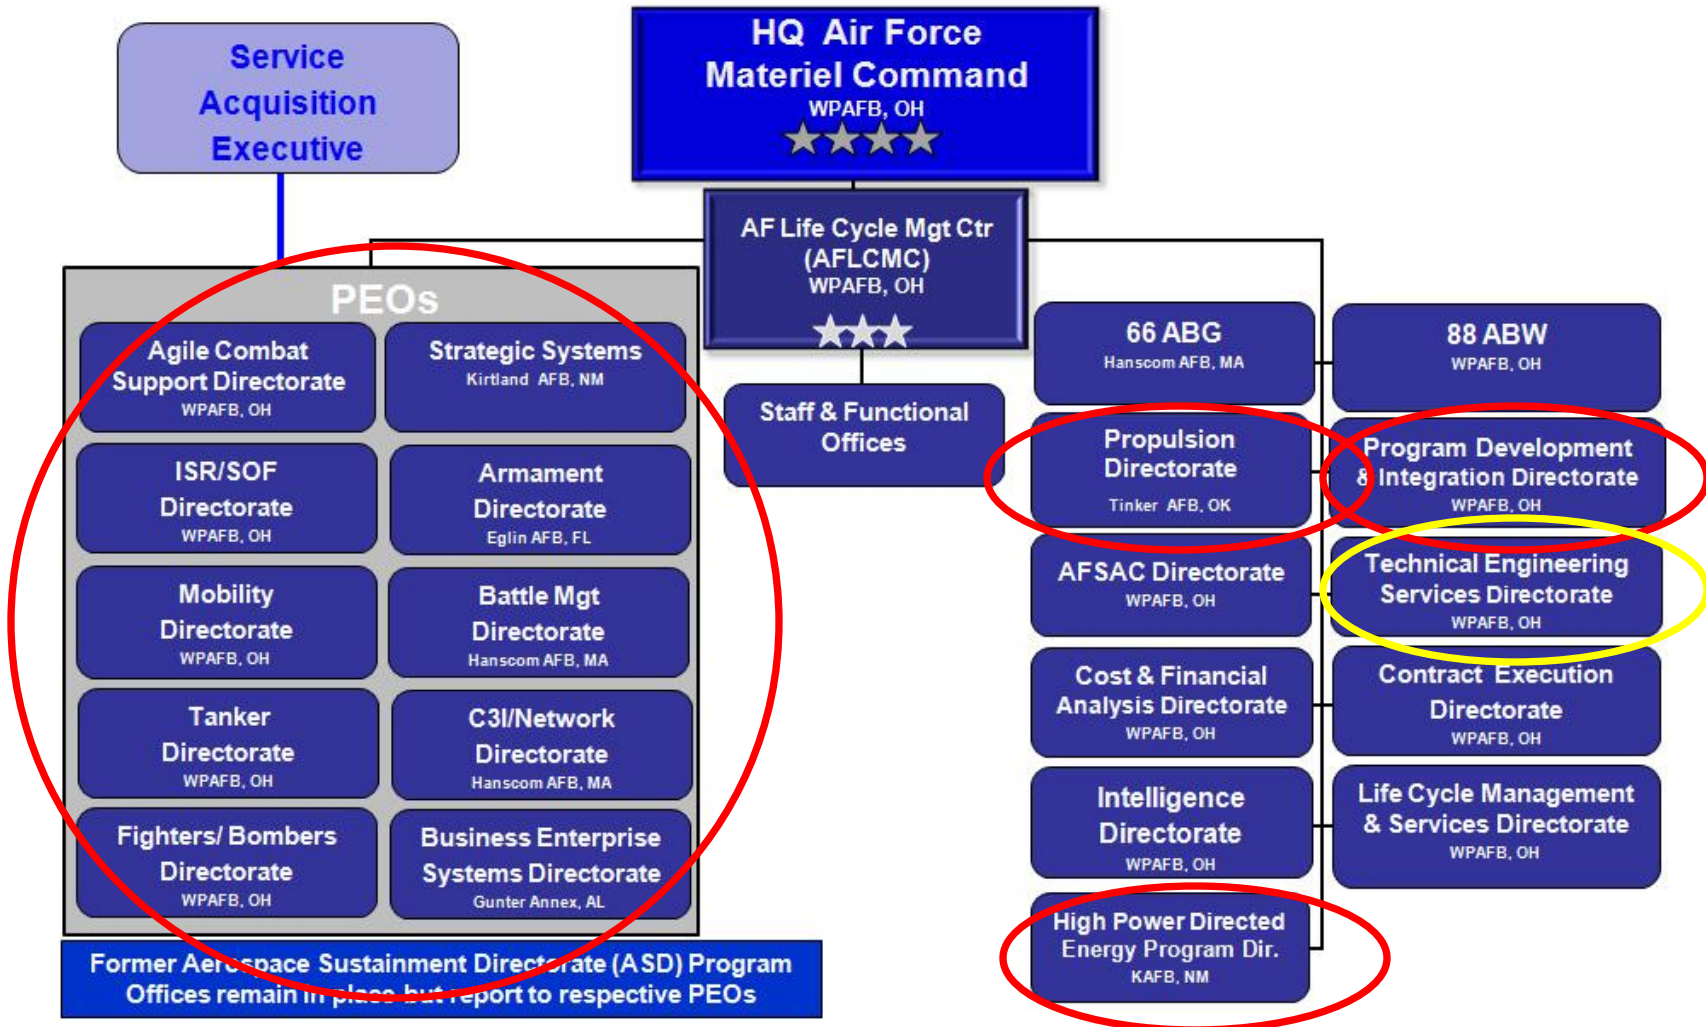 Service
Acquisition
Executive
HQ Air Force
Materiel Command
WPAFB, OH
AF Life Cycle Mgt Ctr
(AFLCMC)
WPAFB, OH
PEOs
Agile Combat
Support Directorate
WPAFB, OH
Strategic Systems
Kirtland AFB, NM
ISR/SOF
Directorate
WPAFB, OH
Armament
Directorate
Eglin AFB, FL
Mobility
Directorate
WPAFB, OH
Battle Mgt
Directorate
Hanscom AFB, MA
Tanker
Directorate
WPAFB, OH
C3I/Network
Directorate
Hanscom AFB, MA
Fighters/ Bombers
Directorate
WPAFB, OH
Business Enterprise
Systems Directorate
Gunter Annex, AL
Former Aerospace Sustainment Directorate (ASD) Program
Offices remain in place but report to respective PEOs
Staff & Functional
Offices
66 ABG
Hanscom AFB, MA
88 ABW
WPAFB, OH
Propulsion
Directorate
Tinker AFB, OK
Program Development
& Integration Directorate
WPAFB, OH
AFSAC Directorate
WPAFB, OH
Technical Engineering
Services Directorate
WPAFB, OH
Cost & Financial
Analysis Directorate
WPAFB, OH
Contract Execution
Directorate
WPAFB, OH
Intelligence
Directorate
WPAFB, OH
Life Cycle Management
& Services Directorate
WPAFB, OH
High Power Directed
Energy Program Dir.
KAFB, NM